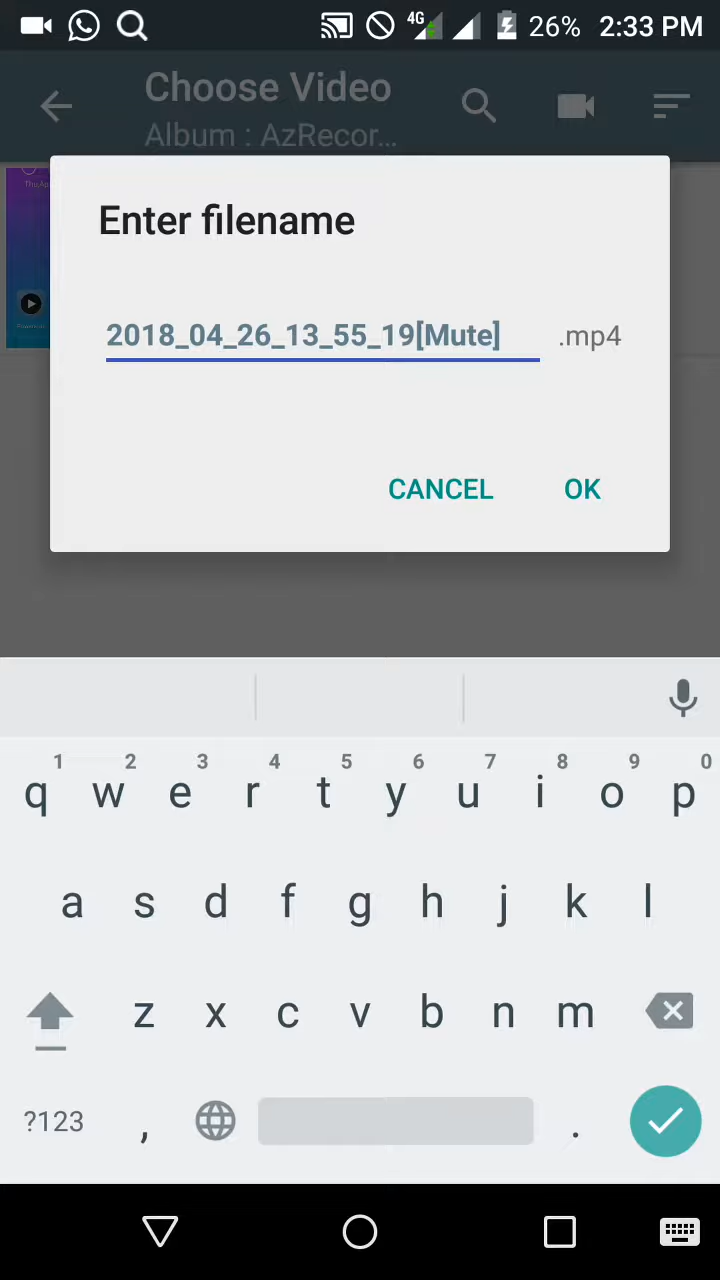 4G 26% 2:33 PM
Choose Video
Album : AzRecor...
Enter filename
2018_04_26_13_55_19[Mute] .mp4
CANCEL OK
1 2 3 4 5 6 7 8 9 0
q w e r t y u i o p
a s d f g h j k l
z x c v b n m
?123 , .